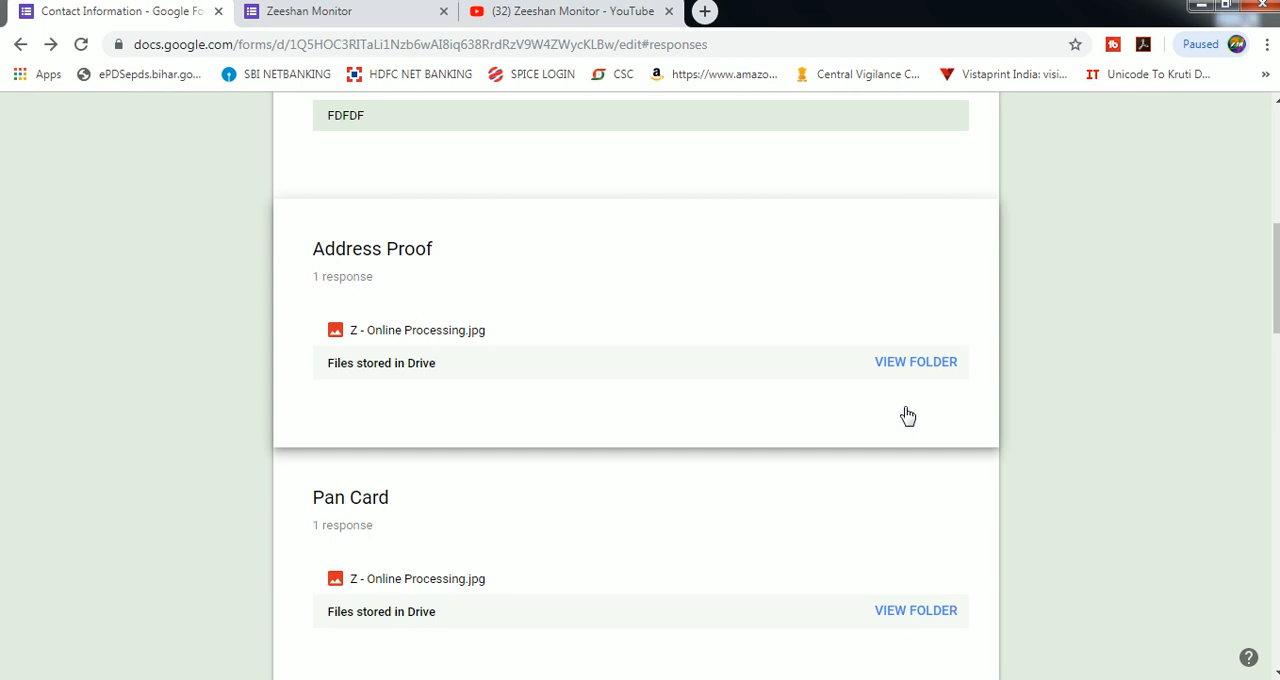 Contact Information - Google Fo
Zeeshan Monitor
(32) Zeeshan Monitor - YouTube
docs.google.com/forms/d/1Q5HOC3RITaLi1Nzb6wAI8iq638RrdRzV9W4ZWycKLBw/edit#responses
Paused
Apps
ePDSepds.bihar.go...
SBI NETBANKING
HDFC NET BANKING
SPICE LOGIN
CSC
https://www.amazo...
Central Vigilance C...
Vistaprint India: visi...
IT Unicode To Kruti D...
»
FDFDF
Address Proof
1 response
Z - Online Processing.jpg
Files stored in Drive
VIEW FOLDER
Pan Card
1 response
Z - Online Processing.jpg
Files stored in Drive
VIEW FOLDER